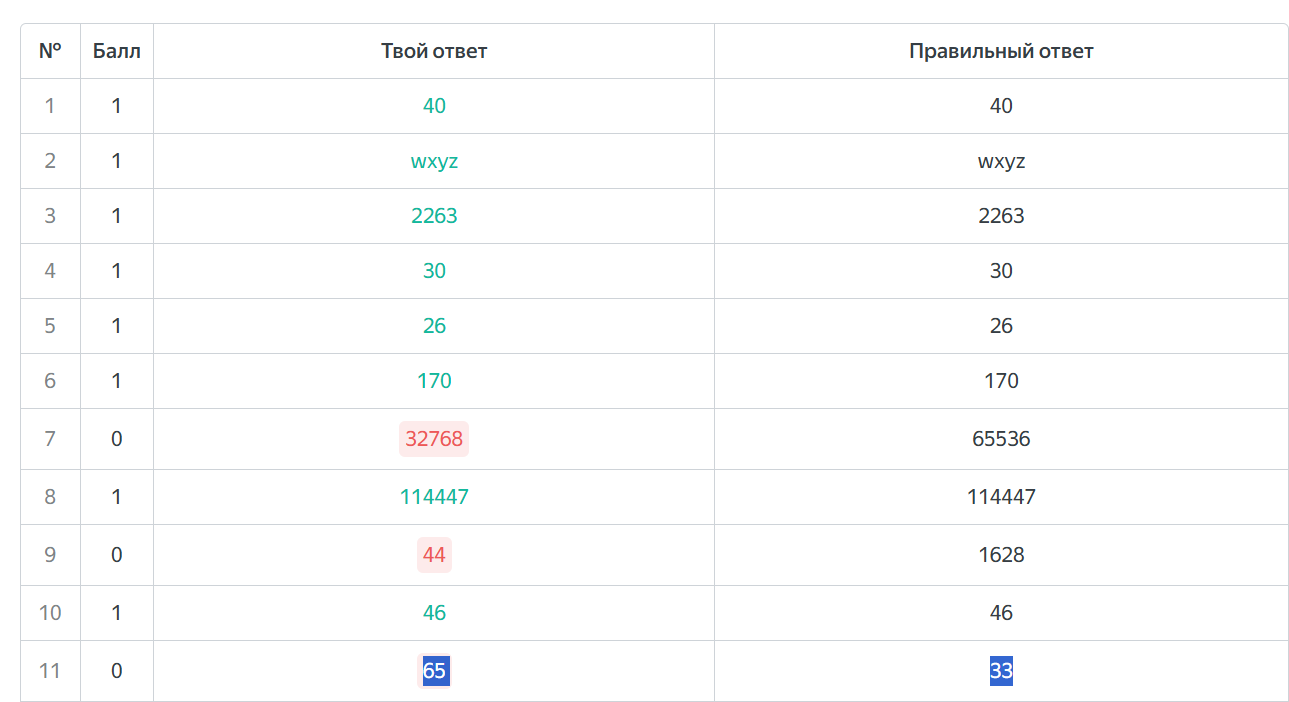 № Балл Твой ответ Правильный ответ
1 1 40 40
2 1 wxyz wxyz
3 1 2263 2263
4 1 30 30
5 1 26 26
6 1 170 170
7 0 32768 65536
8 1 114447 114447
9 0 44 1628
10 1 46 46
11 0 65 33